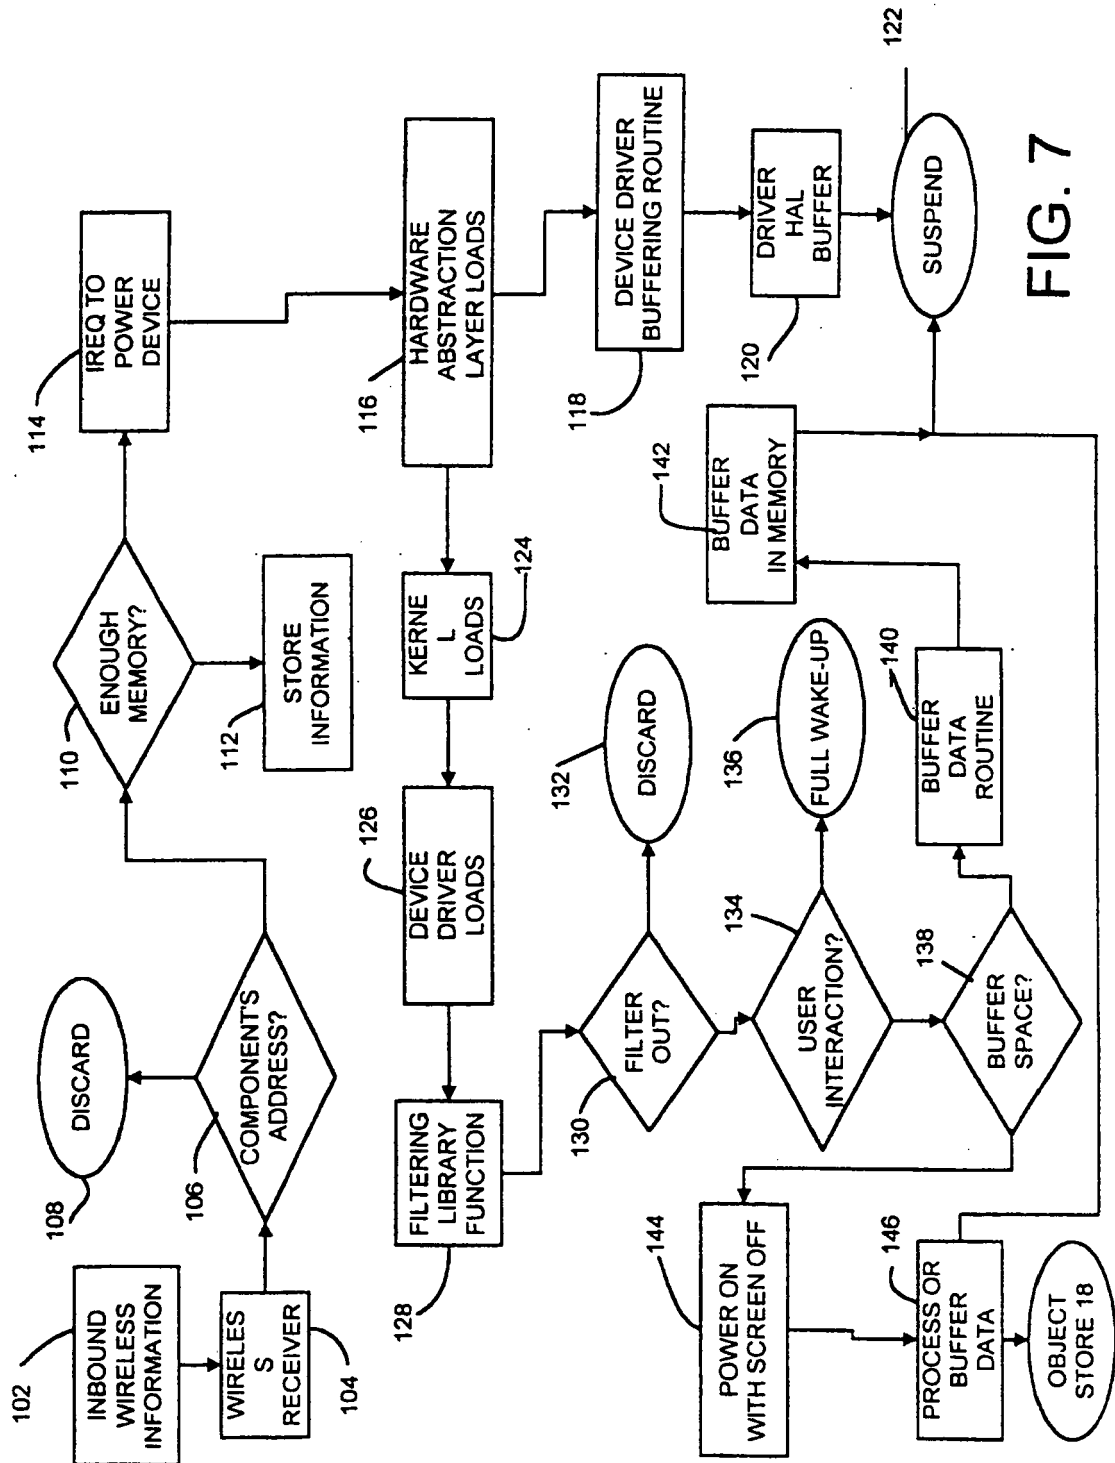 102
INBOUND
WIRELESS
INFORMATION
WIRELES
S
RECEIVER
104
108
DISCARD
106
COMPONENT'S
ADDRESS?
110
ENOUGH
MEMORY?
112
STORE
INFORMATION
114
IREQ TO
POWER
DEVICE
116
HARDWARE
ABSTRACTION
LAYER LOADS
118
DEVICE DRIVER
BUFFERING ROUTINE
120
DRIVER
HAL
BUFFER
122
SUSPEND
KERNE
L
LOADS
124
126
DEVICE
DRIVER
LOADS
FILTERING
LIBRARY
FUNCTION
128
130
FILTER
OUT?
132
DISCARD
134
USER
INTERACTION?
136
FULL WAKE-UP
138
BUFFER
SPACE?
140
BUFFER
DATA
ROUTINE
142
BUFFER
DATA
IN MEMORY
144
POWER ON
WITH SCREEN OFF
146
PROCESS OR
BUFFER
DATA
OBJECT
STORE 18
FIG. 7